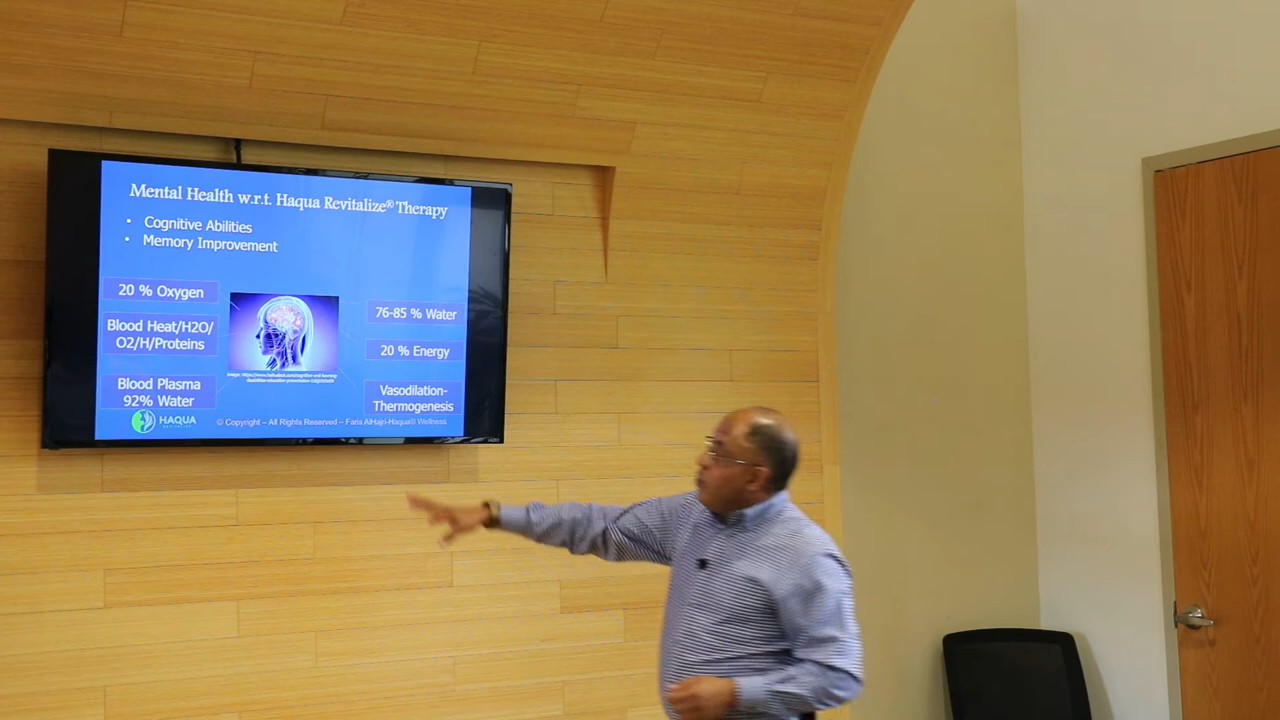 Mental Health w.r.t. Haqua Revitalize® Therapy
• Cognitive Abilities
• Memory Improvement
20 % Oxygen
Blood Heat/H2O/
O2/H/Proteins
Blood Plasma
92% Water
76-85 % Water
20 % Energy
Vasodilation-
Thermogenesis
HAQUA
© Copyright – All Rights Reserved – Faris AlHajri-Haqua® Wellness